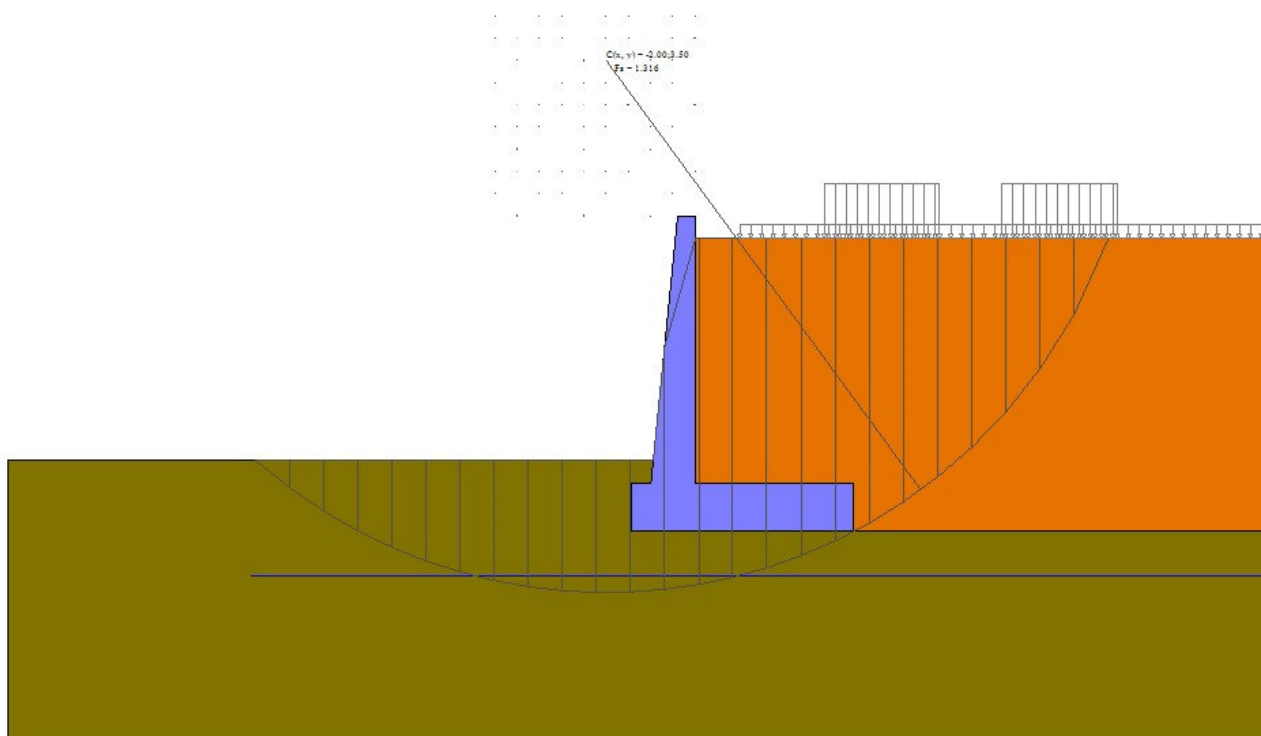 C(x, y) = -2.00;3.50
Fs = 1.316